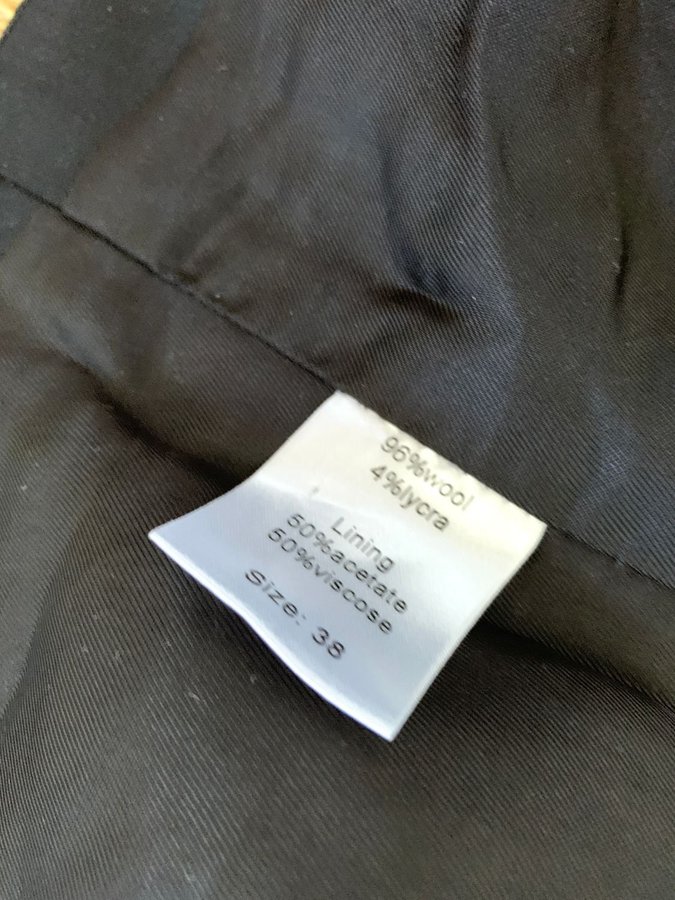 96%wool
4%lycra
Lining
50%acetate
50%viscose
Size: 38